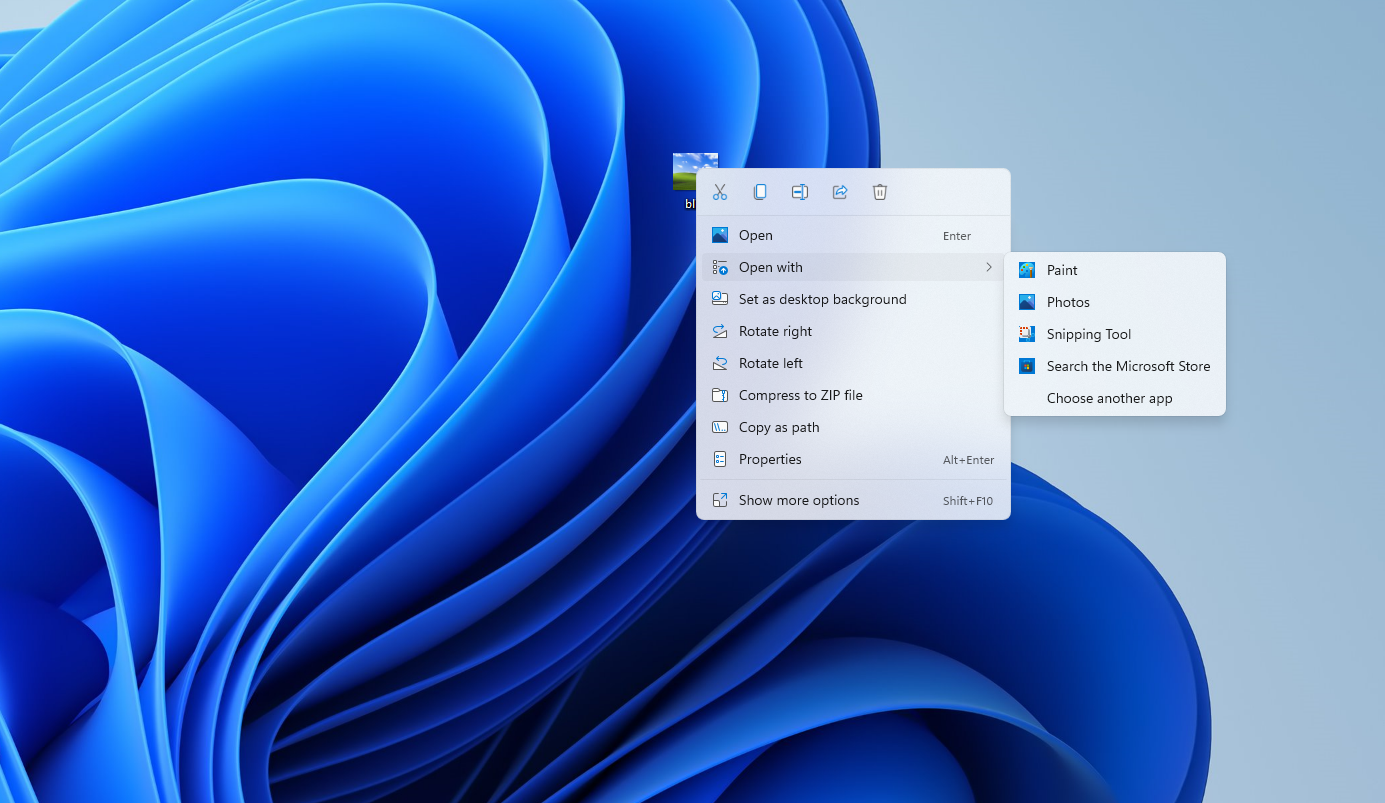 Open Enter
Open with
Set as desktop background
Rotate right
Rotate left
Compress to ZIP file
Copy as path
Properties Alt+Enter
Show more options Shift+F10
Paint
Photos
Snipping Tool
Search the Microsoft Store
Choose another app